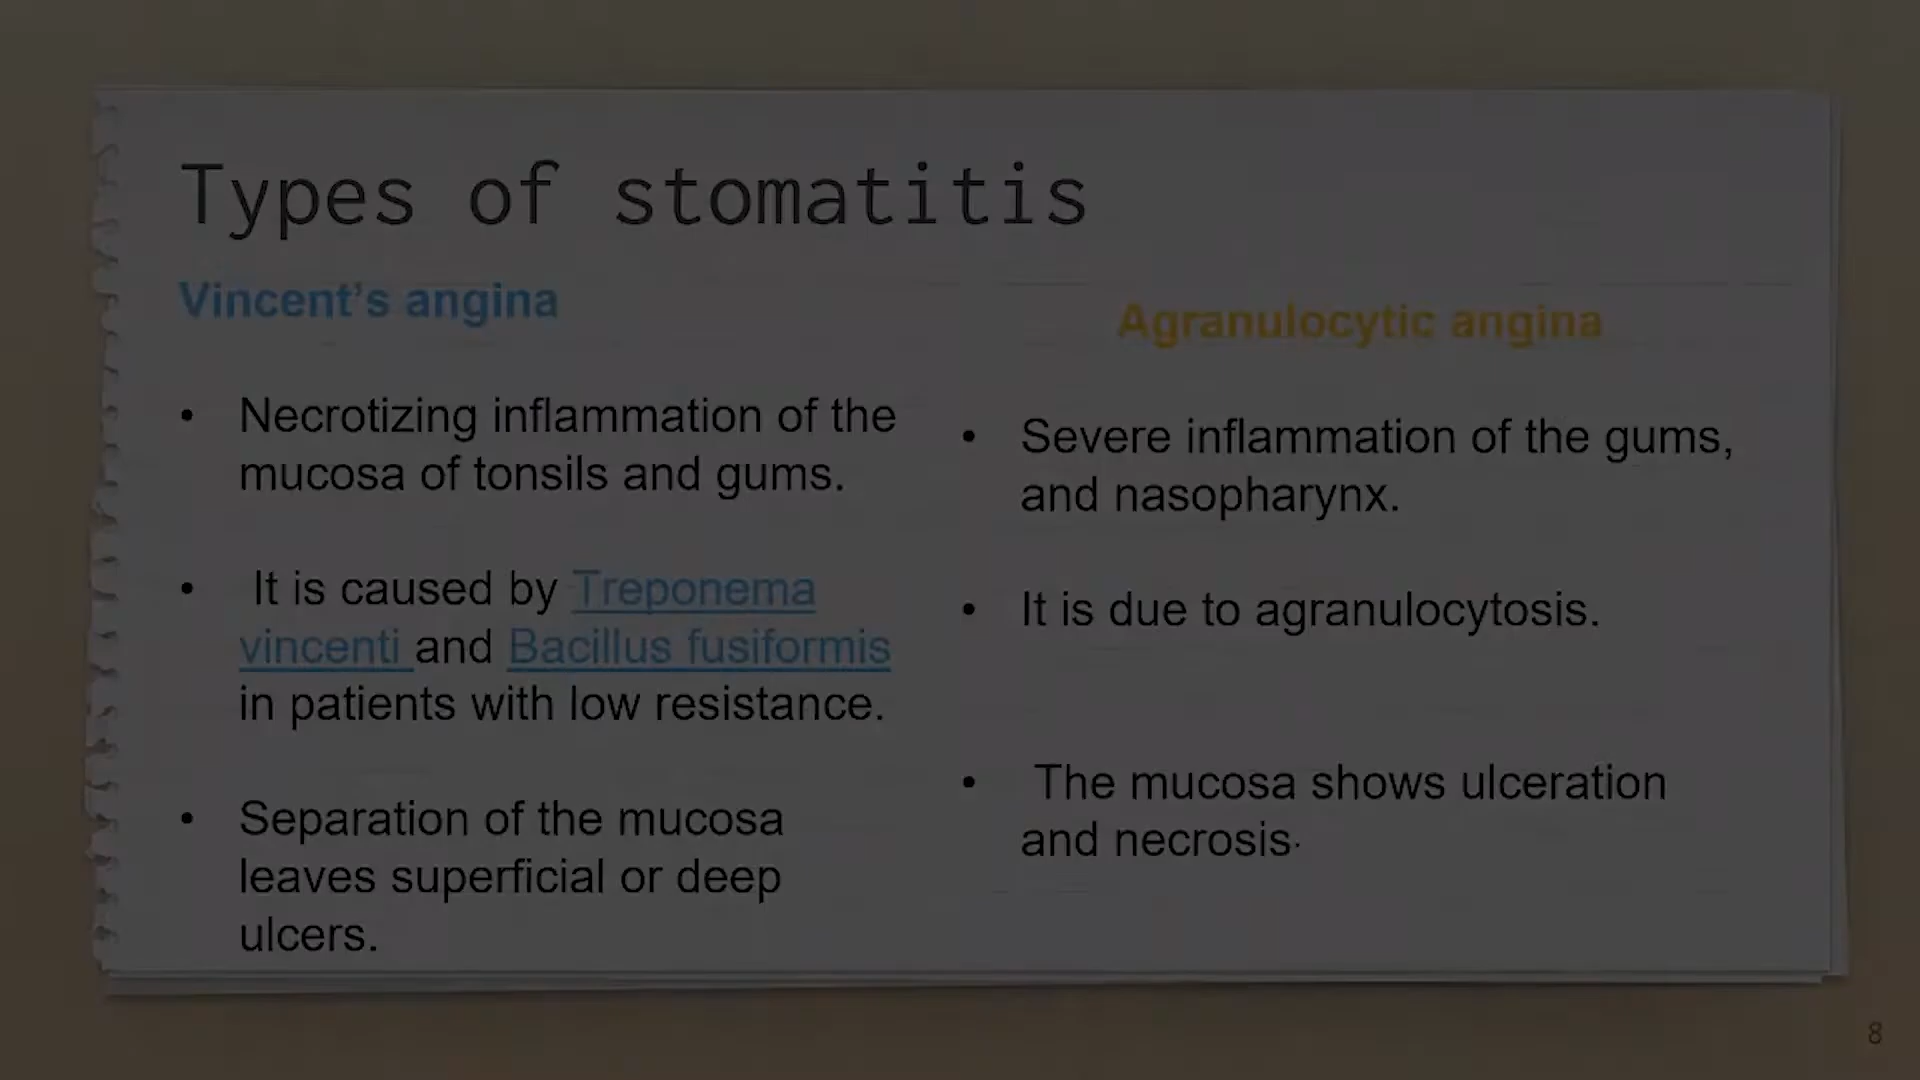 Types of stomatitis
Vincent's angina
• Necrotizing inflammation of the
mucosa of tonsils and gums.
• It is caused by Treponema
vincenti and Bacillus fusiformis
in patients with low resistance.
• Separation of the mucosa
leaves superficial or deep
ulcers.
Agranulocytic angina
• Severe inflammation of the gums,
and nasopharynx.
• It is due to agranulocytosis.
• The mucosa shows ulceration
and necrosis.
8